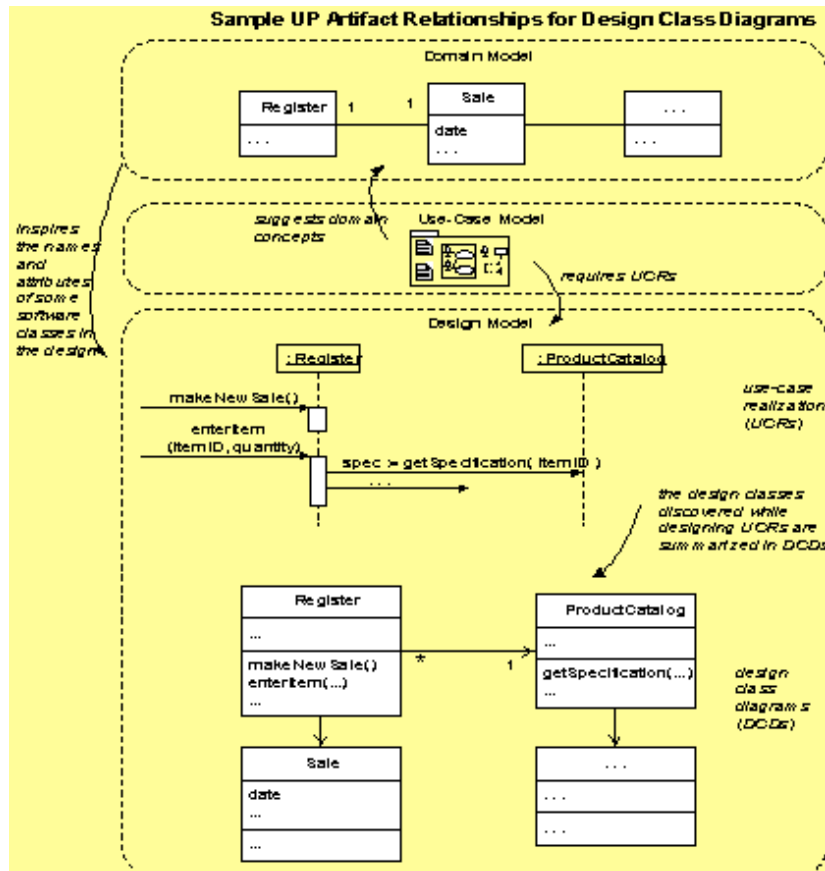 Sample UP Artifact Relationships for Design Class Diagrams
Domain Model
Register
1
1
Sale
. . .
. . .
date
. . .
. . .
inspires
the names
and
attributes
of some
software
classes in
the design
suggests domain
concepts
Use-Case Model
requires UCRs
Design Model
: Register
: ProductCatalog
makeNewSale()
enterItem
(itemID, quantity)
spec := getSpecification( itemID )
. . .
use-case
realization
(UCRs)
the design classes
discovered while
designing UCRs are
summarized in DCDs
Register
...
makeNewSale()
enterItem(...)
...
*
1
ProductCatalog
...
getSpecification(...)
...
design
class
diagrams
(DCDs)
Sale
date
...
...
. . .
. . .
. . .